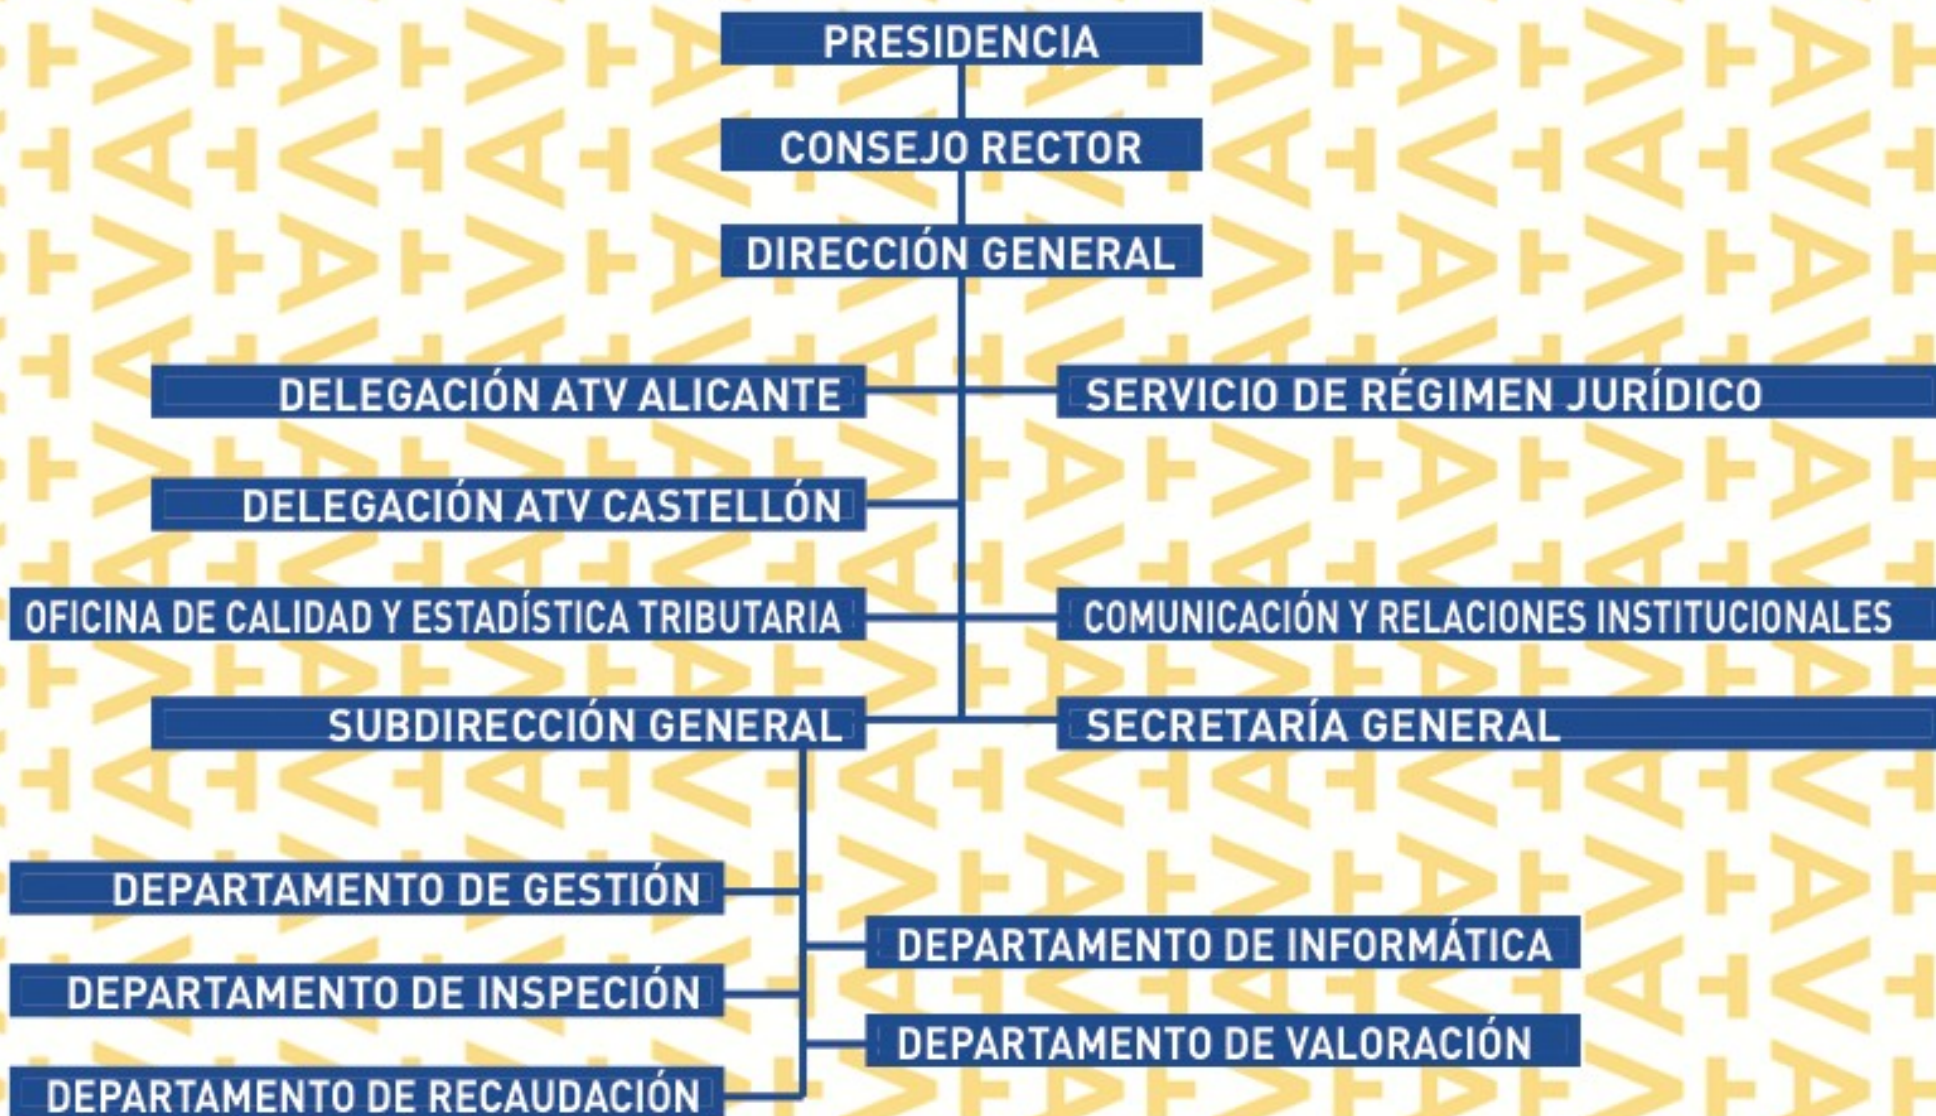 PRESIDENCIA
CONSEJO RECTOR
DIRECCIÓN GENERAL
DELEGACIÓN ATV ALICANTE
SERVICIO DE RÉGIMEN JURÍDICO
DELEGACIÓN ATV CASTELLÓN
OFICINA DE CALIDAD Y ESTADÍSTICA TRIBUTARIA
COMUNICACIÓN Y RELACIONES INSTITUCIONALES
SUBDIRECCIÓN GENERAL
SECRETARÍA GENERAL
DEPARTAMENTO DE GESTIÓN
DEPARTAMENTO DE INFORMÁTICA
DEPARTAMENTO DE INSPECIÓN
DEPARTAMENTO DE VALORACIÓN
DEPARTAMENTO DE RECAUDACIÓN